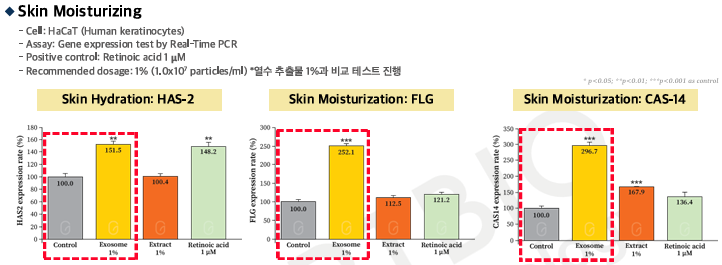 ◆ Skin Moisturizing
- Cell: HaCaT (Human keratinocytes)
- Assay: Gene expression test by Real-Time PCR
- Positive control: Retinoic acid 1 μM
- Recommended dosage: 1% (1.0x10⁷ particles/ml) *열수 추출물 1%과 비교 테스트 진행
* p<0.05; **p<0.01; ***p<0.001 as control
Skin Hydration: HAS-2
HAS2 expression rate (%)
180
160
140
120
100
80
60
40
20
0
100.0
**
151.5
100.4
**
148.2
Control
Exosome 1%
Extract 1%
Retinoic acid 1 μM
Skin Moisturization: FLG
FLG expression rate (%)
300
250
200
150
100
50
0
100.0
***
252.1
112.5
121.2
Control
Exosome 1%
Extract 1%
Retinoic acid 1 μM
Skin Moisturization: CAS-14
CAS14 expression rate (%)
350
300
250
200
150
100
50
0
100.0
***
296.7
***
167.9
136.4
Control
Exosome 1%
Extract 1%
Retinoic acid 1 μM